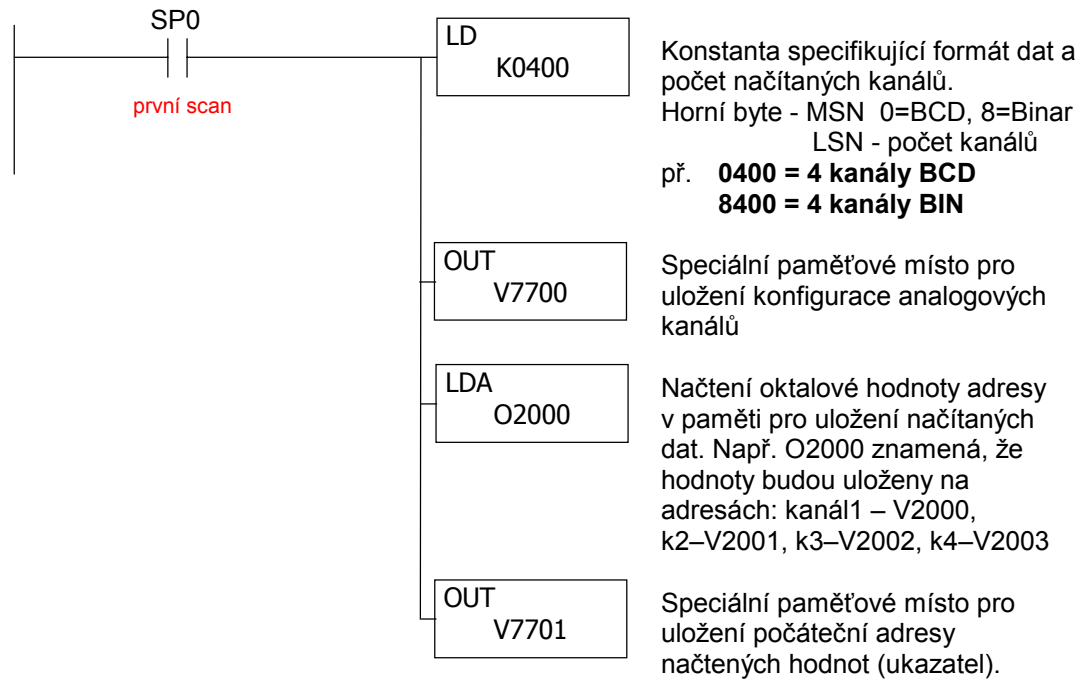 SP0
první scan
LD
K0400
Konstanta specifikující formát dat a
počet načítaných kanálů.
Horní byte - MSN 0=BCD, 8=Binar
LSN - počet kanálů
př. 0400 = 4 kanály BCD
8400 = 4 kanály BIN
OUT
V7700
Speciální paměťové místo pro
uložení konfigurace analogových
kanálů
LDA
O2000
Načtení oktalové hodnoty adresy
v paměti pro uložení načítaných
dat. Např. O2000 znamená, že
hodnoty budou uloženy na
adresách: kanál1 – V2000,
k2–V2001, k3–V2002, k4–V2003
OUT
V7701
Speciální paměťové místo pro
uložení počáteční adresy
načtených hodnot (ukazatel).